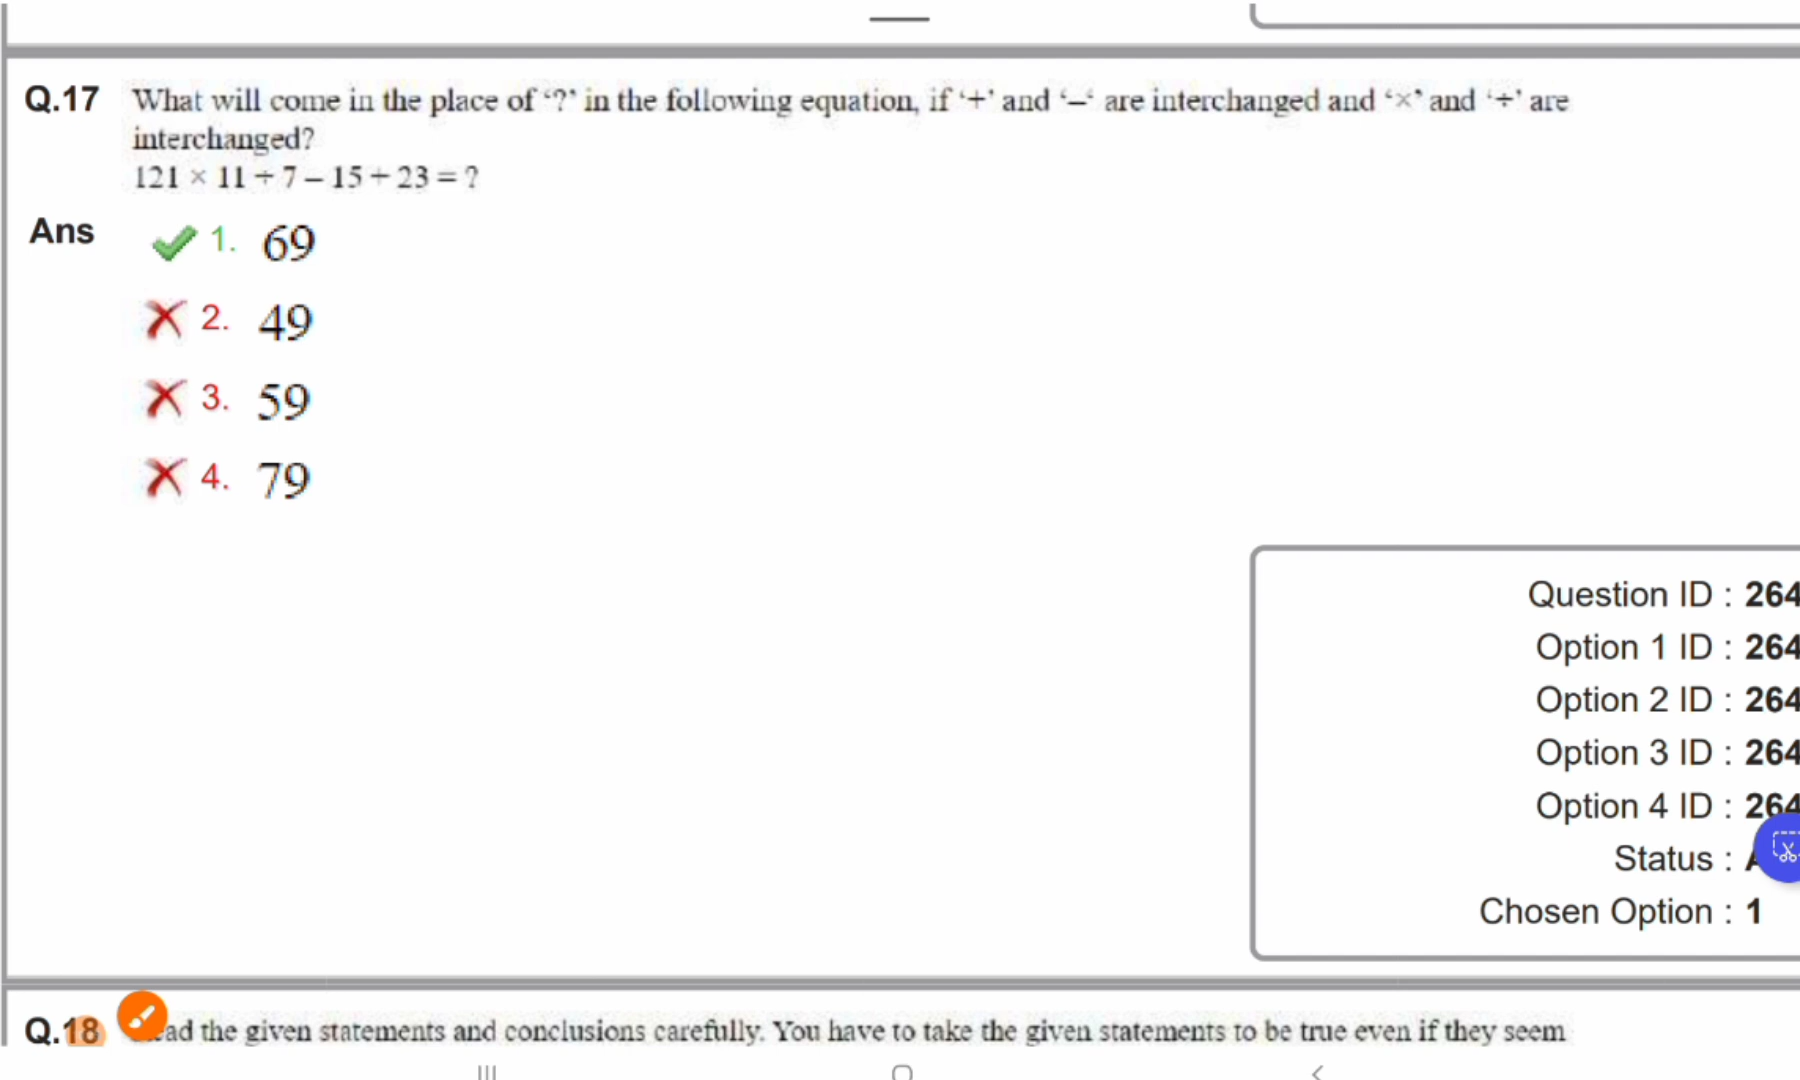 Q.17 What will come in the place of ‘?’ in the following equation, if ‘+’ and ‘–‘ are interchanged and ‘×’ and ‘÷’ are
interchanged?
121 × 11 ÷ 7 – 15 + 23 = ?
Ans 1. 69
2. 49
3. 59
4. 79
Question ID : 264
Option 1 ID : 264
Option 2 ID : 264
Option 3 ID : 264
Option 4 ID : 264
Status :
Chosen Option : 1
Q.18 ad the given statements and conclusions carefully. You have to take the given statements to be true even if they seem